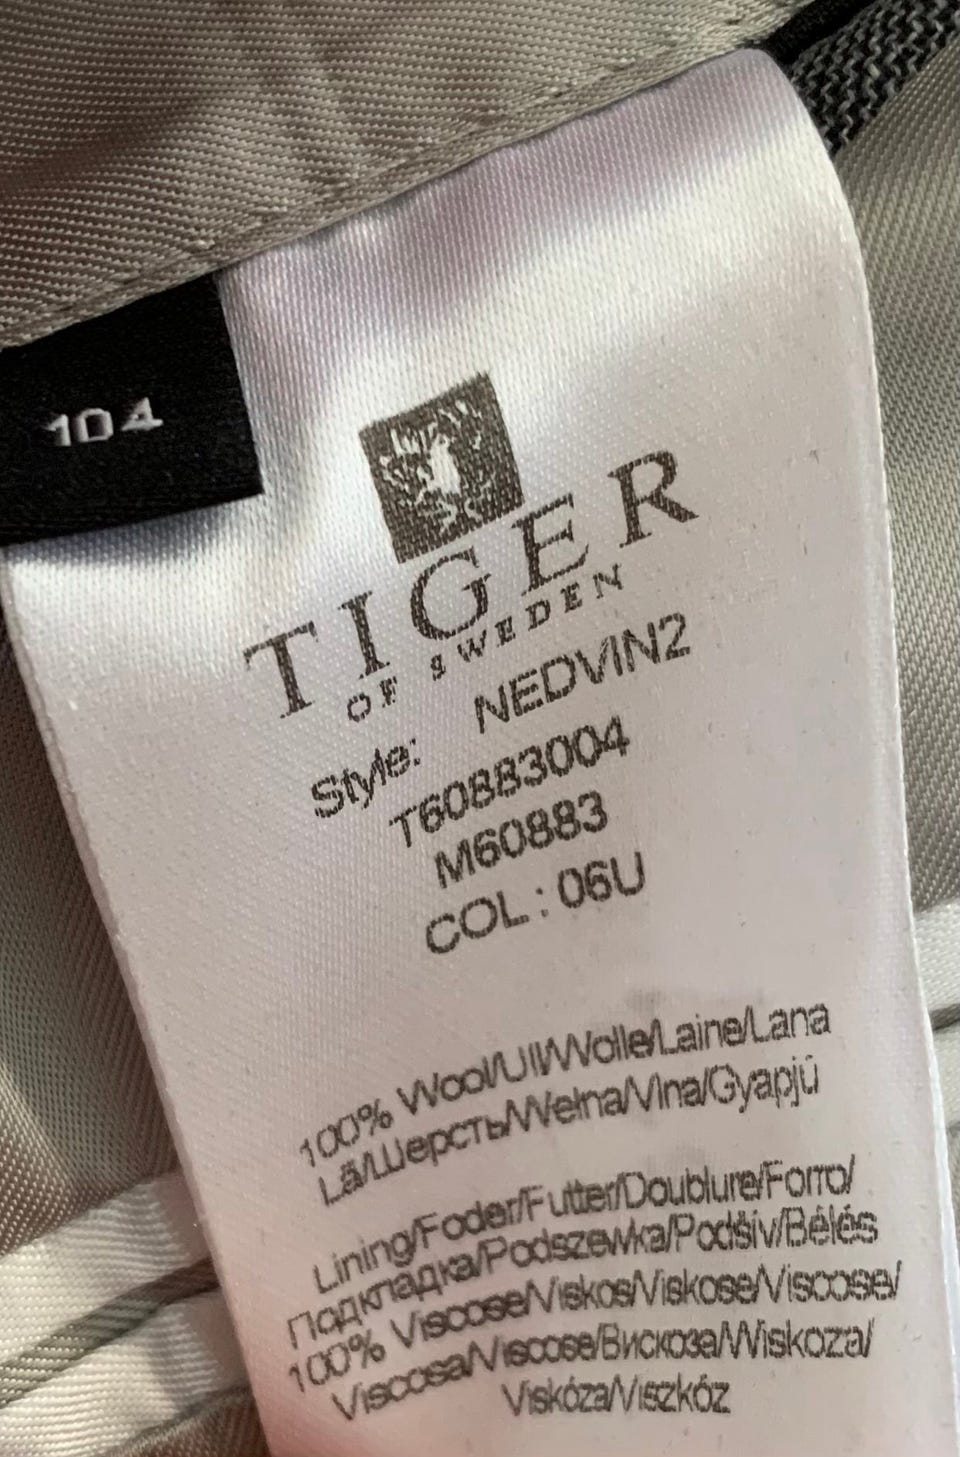 104
TIGER
OF SWEDEN
Style: NEDVIN2
T60883004
M60883
COL : 06U
100% Wool/Ull/Wolle/Laine/Lana
Lã/Шерсть/Wełna/Vlna/Gyapjú
Lining/Foder/Futter/Doublure/Forro/
Подкладка/Podszewka/Podšiv/Bélés
100% Viscose/Viskos/Viskose/Viscose/
Viscosa/Viscose/Вискоза/Wiskoza/
Viskóza/Viszkóz